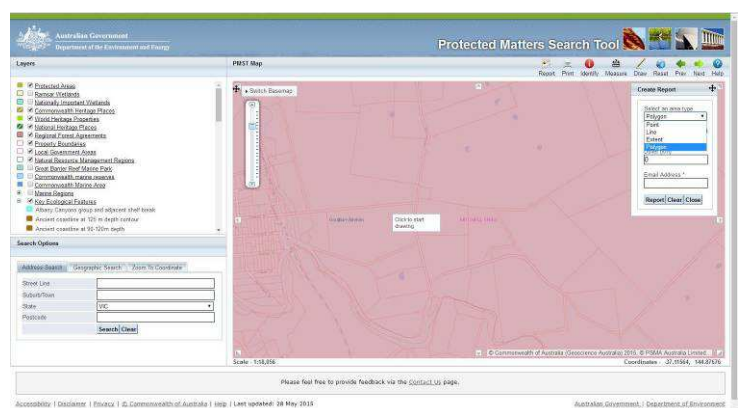 Australian Government
Department of the Environment and Energy
Protected Matters Search Tool
Layers
PMST Map
Report Print Identify Measure Draw Reset Prev Next Help
Protected Areas
Ramsar Wetlands
Nationally Important Wetlands
Commonwealth Heritage Places
World Heritage Properties
National Heritage Places
Regional Forest Agreements
Property Boundaries
Local Government Areas
Natural Resource Management Regions
Great Barrier Reef Marine Park
Commonwealth marine reserves
Commonwealth Marine Area
Marine Regions
Key Ecological Features
Albany Canyons group and adjacent shelf break
Ancient coastline at 125 m depth contour
Ancient coastline at 90-120m depth
Switch Basemap
Click to start
drawing
Create Report
Select an area type
Polygon
Point
Line
Extent
Polygon
0
Email Address *
Report Clear Close
© Commonwealth of Australia (Geoscience Australia) 2015, © PSMA Australia Limited
Search Options
Address Search Geographic Search Zoom To Coordinate
Street Line
Suburb/Town
State VIC
Postcode
Search Clear
Scale 1:18,056
Coordinates -37.11564, 144.87676
Please feel free to provide feedback via the Contact Us page.
Accessibility | Disclaimer | Privacy | © Commonwealth of Australia | Help | Last updated: 28 May 2015
Australian Government, | Department of Environment